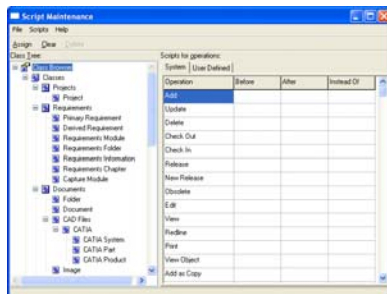 Script Maintenance
File Scripts Help
Assign Clear Delete
Class Tree:
Class Browser
Classes
Projects
Project
Requirements
Primary Requirement
Derived Requirement
Requirements Module
Requirements Folder
Requirements Information
Requirements Chapter
Capture Module
Documents
Folder
Document
CAD Files
CATIA
CATIA System
CATIA Part
CATIA Product
Image
Scripts for operations:
System User Defined
Operation Before After Instead Of
Add
Update
Delete
Check Out
Check In
Release
New Release
Obsolete
Edit
View
Redline
Print
View Object
Add as Copy